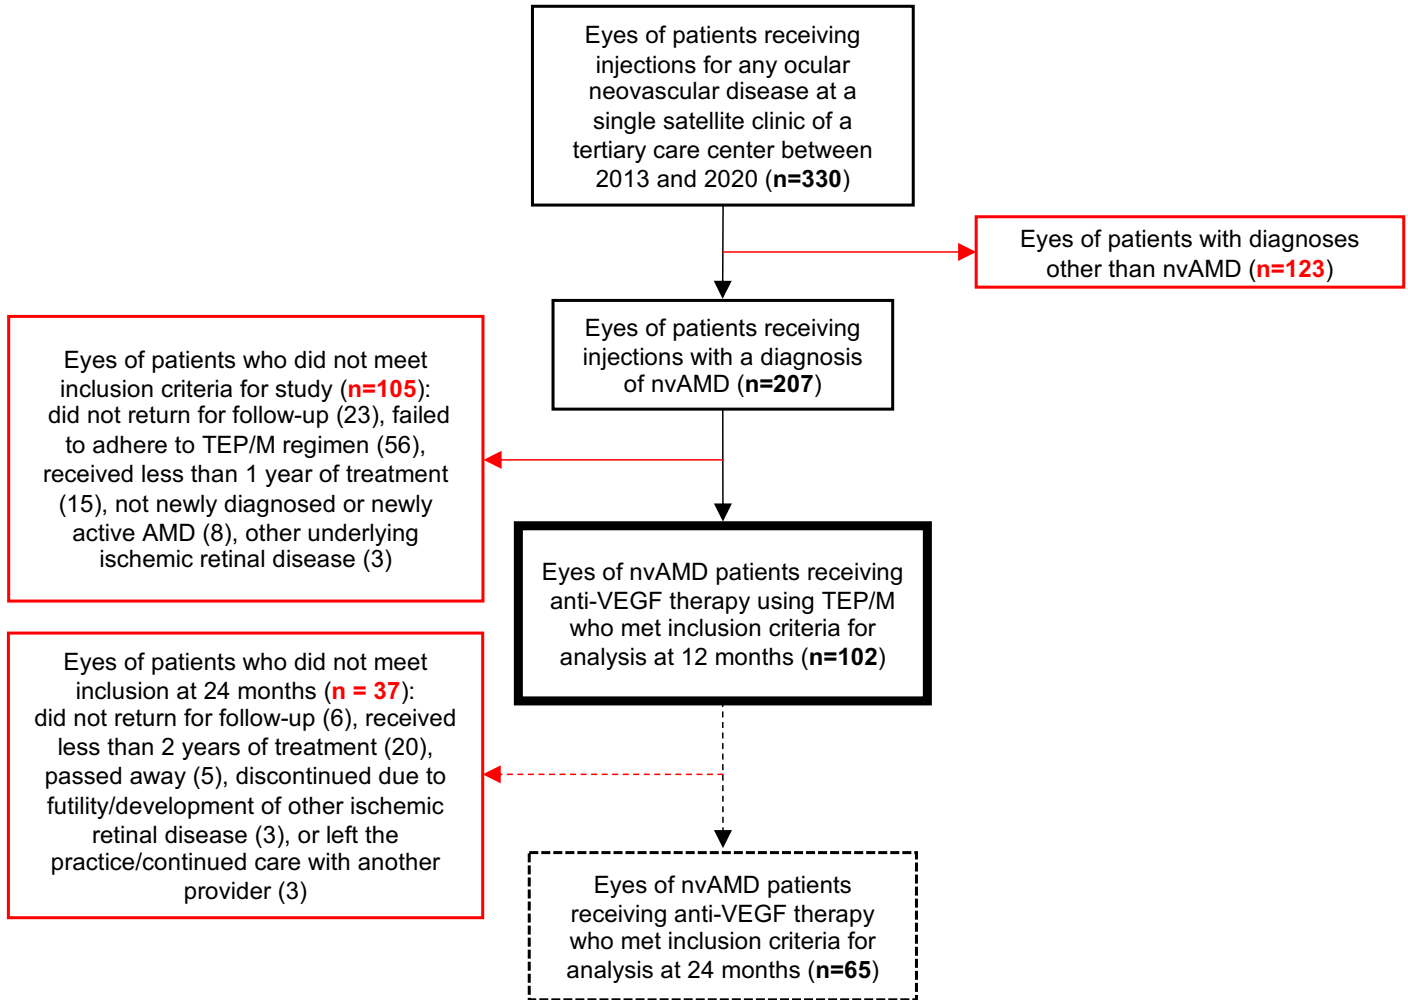 Eyes of patients receiving
injections for any ocular
neovascular disease at a
single satellite clinic of a
tertiary care center between
2013 and 2020 (n=330)
Eyes of patients with diagnoses
other than nvAMD (n=123)
Eyes of patients receiving
injections with a diagnosis
of nvAMD (n=207)
Eyes of patients who did not meet
inclusion criteria for study (n=105):
did not return for follow-up (23), failed
to adhere to TEP/M regimen (56),
received less than 1 year of treatment
(15), not newly diagnosed or newly
active AMD (8), other underlying
ischemic retinal disease (3)
Eyes of nvAMD patients receiving
anti-VEGF therapy using TEP/M
who met inclusion criteria for
analysis at 12 months (n=102)
Eyes of patients who did not meet
inclusion at 24 months (n = 37):
did not return for follow-up (6), received
less than 2 years of treatment (20),
passed away (5), discontinued due to
futility/development of other ischemic
retinal disease (3), or left the
practice/continued care with another
provider (3)
Eyes of nvAMD patients
receiving anti-VEGF therapy
who met inclusion criteria for
analysis at 24 months (n=65)